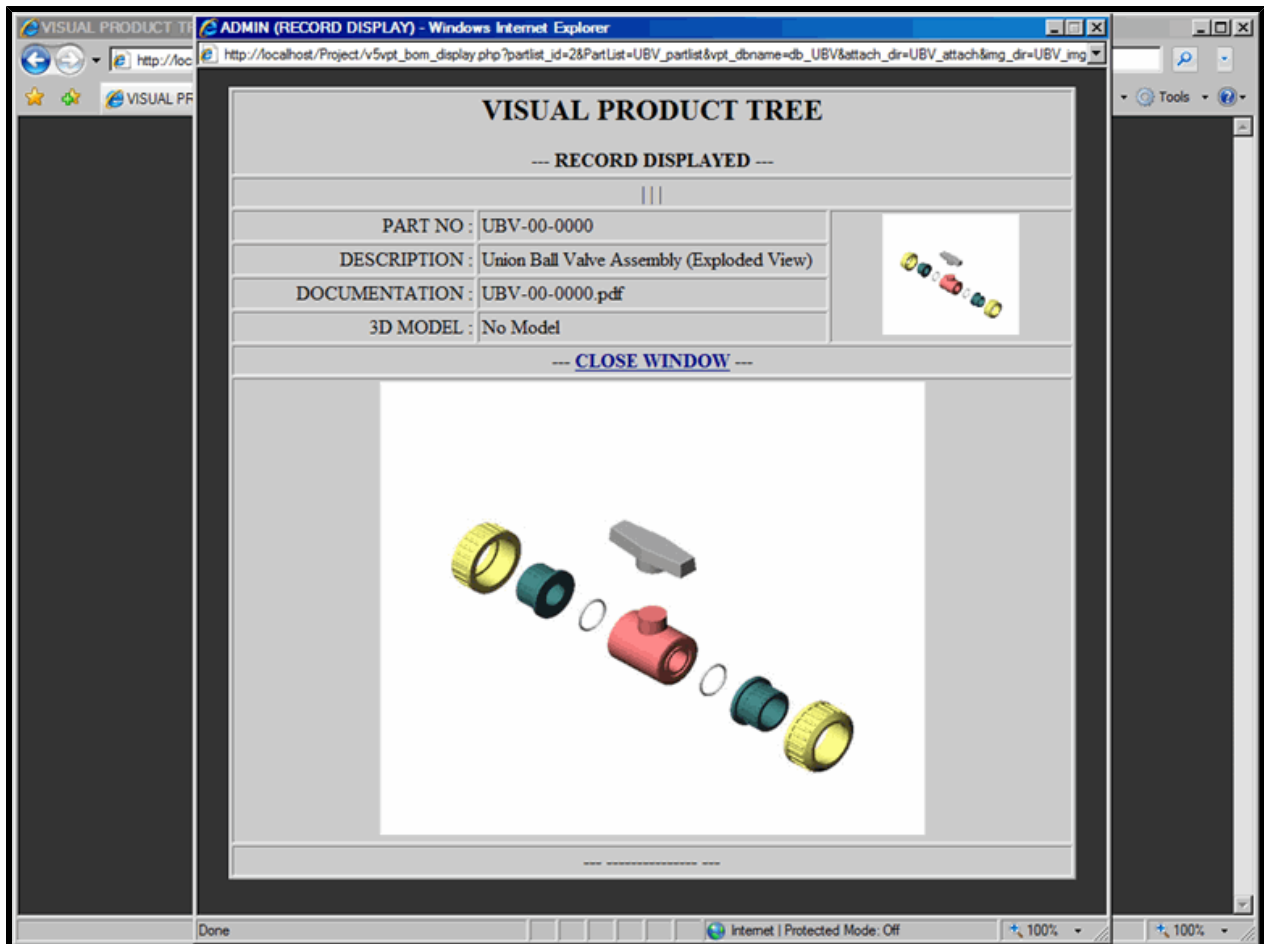 VISUAL PRODUCT TR
ADMIN (RECORD DISPLAY) - Windows Internet Explorer
http://loc
http://localhost/Project/v5vpt_bom_display.php?partlist_id=2&PartList=UBV_partlist&vpt_dbname=db_UBV&attach_dir=UBV_attach&img_dir=UBV_img
VISUAL PR
Tools
VISUAL PRODUCT TREE
--- RECORD DISPLAYED ---
| | |
PART NO : UBV-00-0000
DESCRIPTION : Union Ball Valve Assembly (Exploded View)
DOCUMENTATION : UBV-00-0000.pdf
3D MODEL : No Model
--- CLOSE WINDOW ---
--- --------------- ---
Done
Internet | Protected Mode: Off
100%
100%